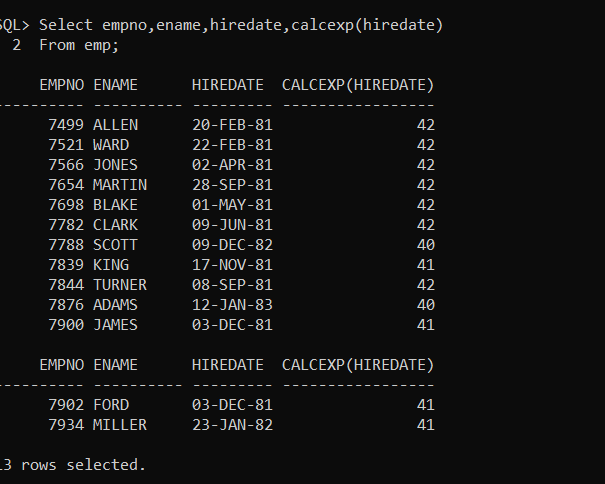 SQL> Select empno,ename,hiredate,calcexp(hiredate)
  2  From emp;

     EMPNO ENAME      HIREDATE  CALCEXP(HIREDATE)
---------- ---------- --------- -----------------
      7499 ALLEN      20-FEB-81                42
      7521 WARD       22-FEB-81                42
      7566 JONES      02-APR-81                42
      7654 MARTIN     28-SEP-81                42
      7698 BLAKE      01-MAY-81                42
      7782 CLARK      09-JUN-81                42
      7788 SCOTT      09-DEC-82                40
      7839 KING       17-NOV-81                41
      7844 TURNER     08-SEP-81                42
      7876 ADAMS      12-JAN-83                40
      7900 JAMES      03-DEC-81                41

     EMPNO ENAME      HIREDATE  CALCEXP(HIREDATE)
---------- ---------- --------- -----------------
      7902 FORD       03-DEC-81                41
      7934 MILLER     23-JAN-82                41

13 rows selected.